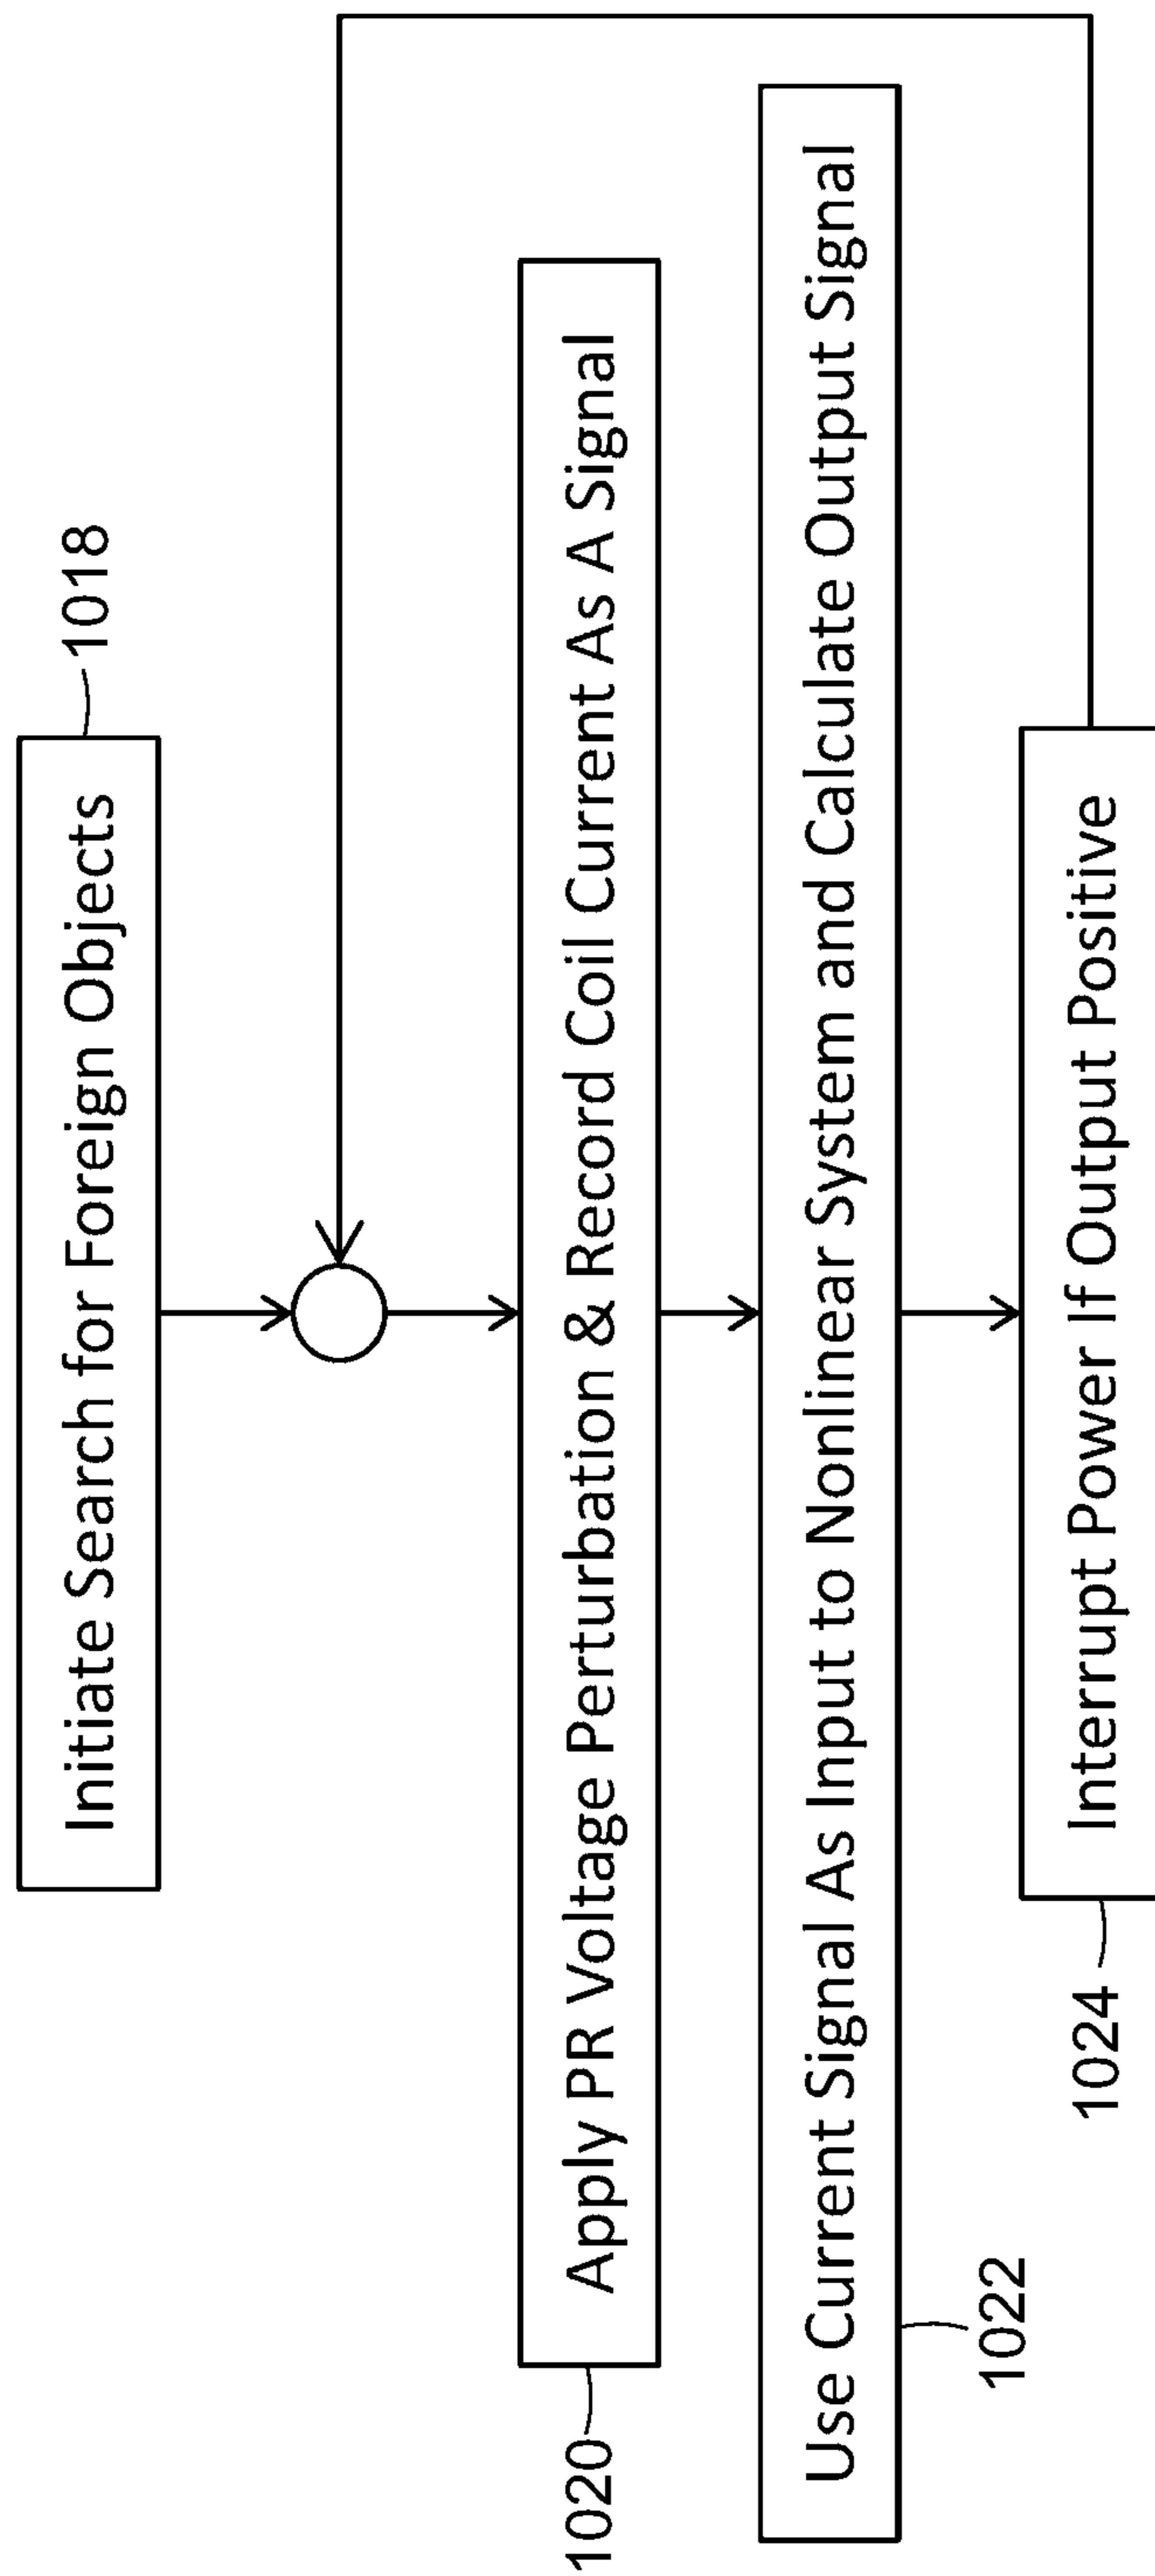 Initiate Search for Foreign Objects
1018
Apply PR Voltage Perturbation & Record Coil Current As A Signal
1020
Use Current Signal As Input to Nonlinear System and Calculate Output Signal
1022
Interrupt Power If Output Positive
1024